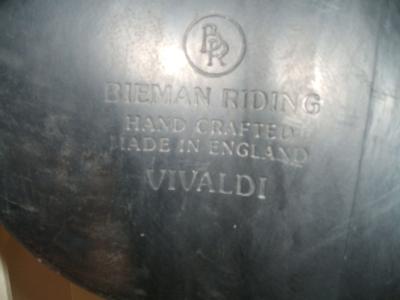 BR
BIEMAN RIDING
HAND CRAFTED
MADE IN ENGLAND
VIVALDI